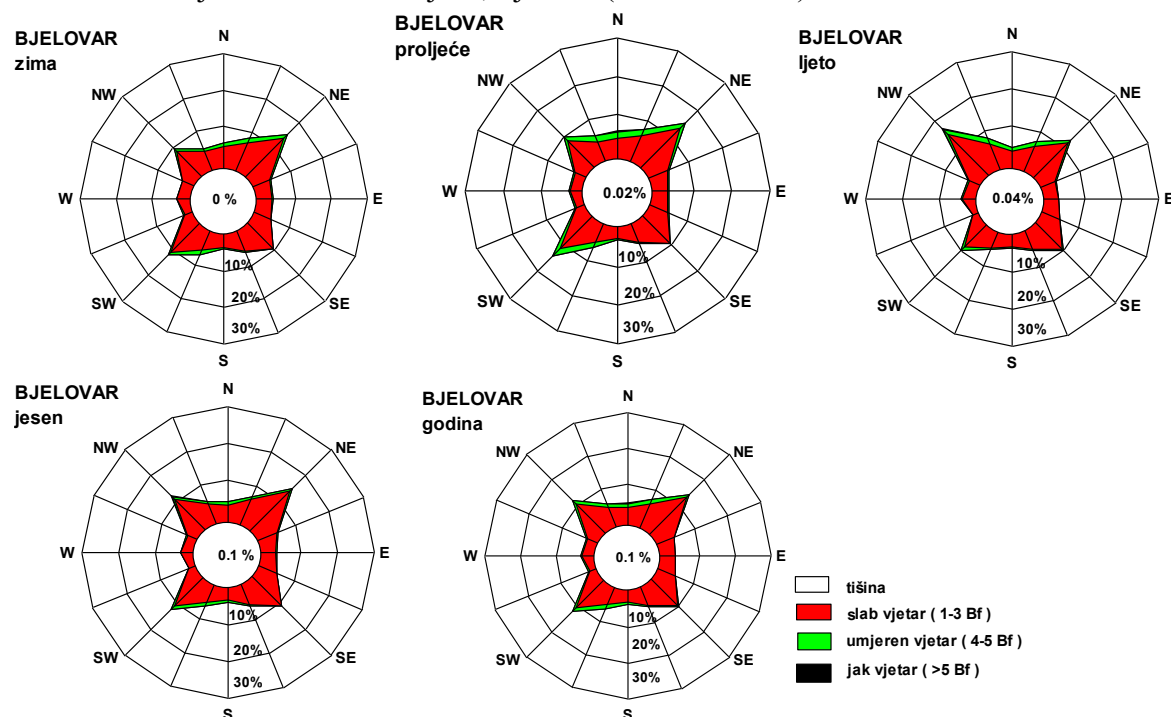 BJELOVAR
zima
N
NE
E
SE
S
SW
W
NW
0 %
10%
20%
30%
BJELOVAR
proljeće
N
NE
E
SE
S
SW
W
NW
0.02%
10%
20%
30%
BJELOVAR
ljeto
N
NE
E
SE
S
SW
W
NW
0.04%
10%
20%
30%
BJELOVAR
jesen
N
NE
E
SE
S
SW
W
NW
0.1 %
10%
20%
30%
BJELOVAR
godina
N
NE
E
SE
S
SW
W
NW
0.1 %
10%
20%
30%
tišina
slab vjetar ( 1-3 Bf )
umjeren vjetar ( 4-5 Bf )
jak vjetar ( >5 Bf )